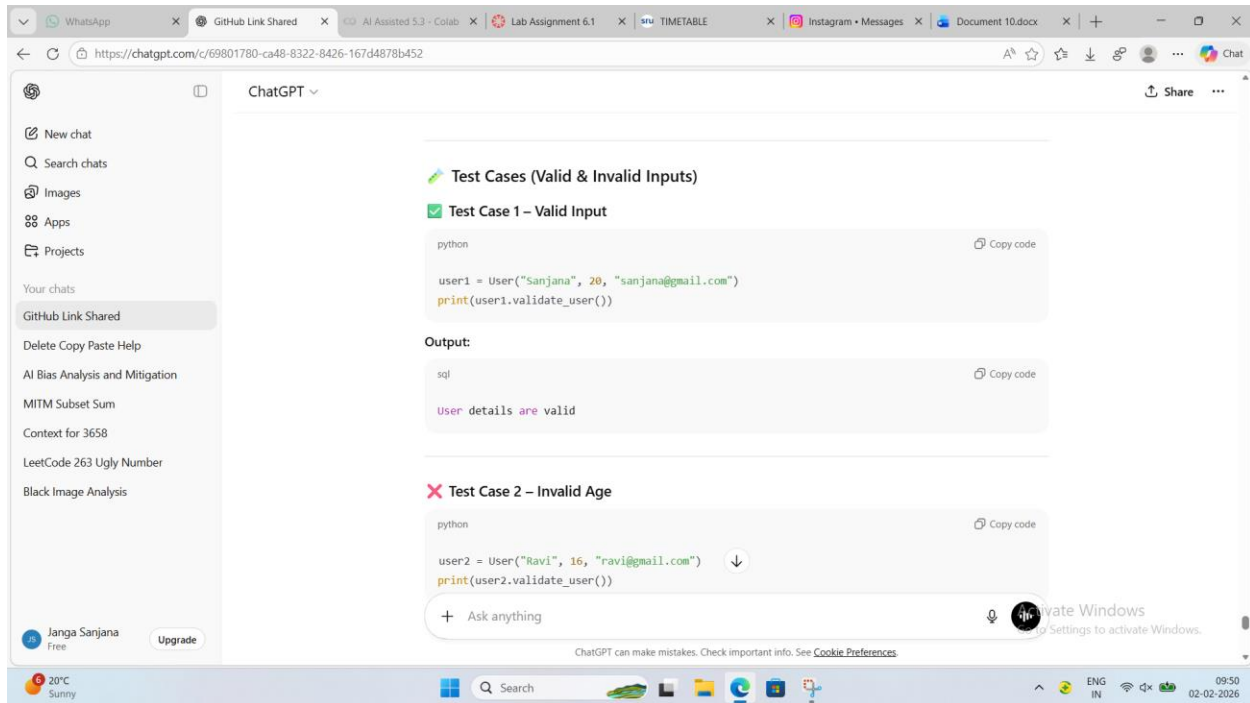 WhatsApp
GitHub Link Shared
AI Assisted 5.3 - Colab
Lab Assignment 6.1
sru TIMETABLE
Instagram • Messages
Document 10.docx
https://chatgpt.com/c/69801780-ca48-8322-8426-167d4878b452
Chat
ChatGPT
Share
New chat
Search chats
Images
Apps
Projects
Your chats
GitHub Link Shared
Delete Copy Paste Help
AI Bias Analysis and Mitigation
MITM Subset Sum
Context for 3658
LeetCode 263 Ugly Number
Black Image Analysis
JS
Janga Sanjana
Free
Upgrade
Test Cases (Valid & Invalid Inputs)
Test Case 1 – Valid Input
python
Copy code
user1 = User("Sanjana", 20, "sanjana@gmail.com")
print(user1.validate_user())
Output:
sql
Copy code
User details are valid
Test Case 2 – Invalid Age
python
Copy code
user2 = User("Ravi", 16, "ravi@gmail.com")
print(user2.validate_user())
Ask anything
Activate Windows
Go to Settings to activate Windows.
ChatGPT can make mistakes. Check important info. See Cookie Preferences.
6
20°C
Sunny
Search
ENG
IN
09:50
02-02-2026